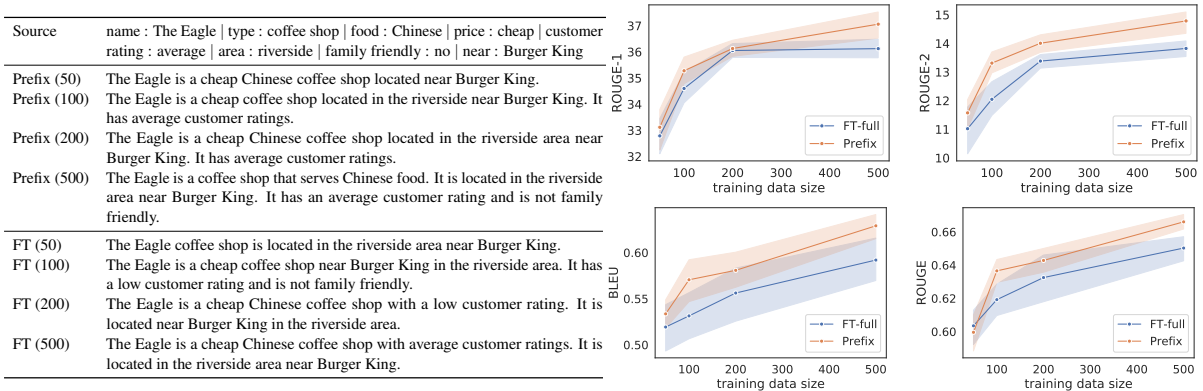 Source name : The Eagle | type : coffee shop | food : Chinese | price : cheap | customer
rating : average | area : riverside | family friendly : no | near : Burger King
Prefix (50) The Eagle is a cheap Chinese coffee shop located near Burger King.
Prefix (100) The Eagle is a cheap coffee shop located in the riverside near Burger King. It
has average customer ratings.
Prefix (200) The Eagle is a cheap Chinese coffee shop located in the riverside area near
Burger King. It has average customer ratings.
Prefix (500) The Eagle is a coffee shop that serves Chinese food. It is located in the riverside
area near Burger King. It has an average customer rating and is not family
friendly.
FT (50) The Eagle coffee shop is located in the riverside area near Burger King.
FT (100) The Eagle is a cheap coffee shop near Burger King in the riverside area. It has
a low customer rating and is not family friendly.
FT (200) The Eagle is a cheap Chinese coffee shop with a low customer rating. It is
located near Burger King in the riverside area.
FT (500) The Eagle is a cheap Chinese coffee shop with average customer ratings. It is
located in the riverside area near Burger King.
ROUGE-1
37
36
35
34
33
32
FT-full
Prefix
100 200 300 400 500
training data size
ROUGE-2
15
14
13
12
11
10
FT-full
Prefix
100 200 300 400 500
training data size
BLEU
0.60
0.55
0.50
FT-full
Prefix
100 200 300 400 500
training data size
ROUGE
0.66
0.64
0.62
0.60
FT-full
Prefix
100 200 300 400 500
training data size